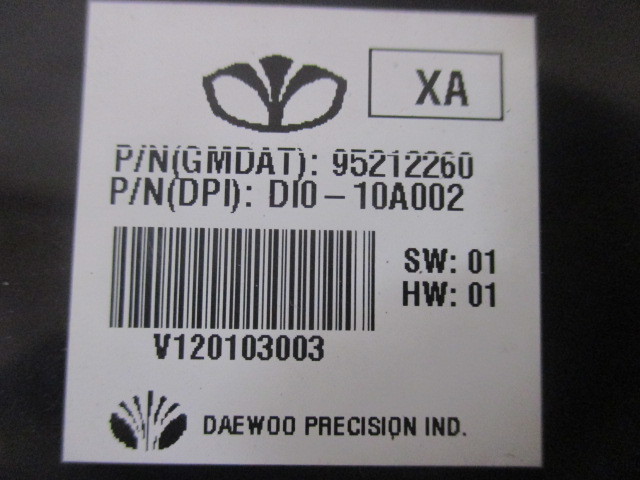 XA
P/N(GMDAT): 95212260
P/N(DPI): DI0-10A002
SW: 01
HW: 01
V120103003
DAEWOO PRECISION IND.